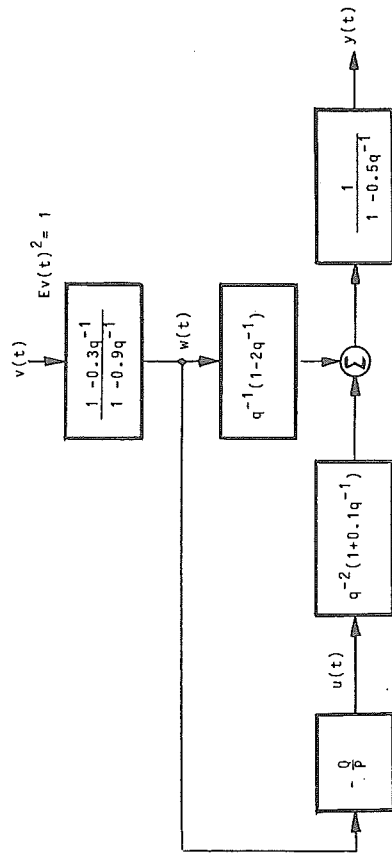 v(t)
Ev(t)² = 1
1 -0.3q⁻¹
1 -0.9q⁻¹
w(t)
q⁻¹(1-2q⁻¹)
- Q/P
u(t)
q⁻²(1+0.1q⁻¹)
Σ
1
1 -0.5q⁻¹
y(t)